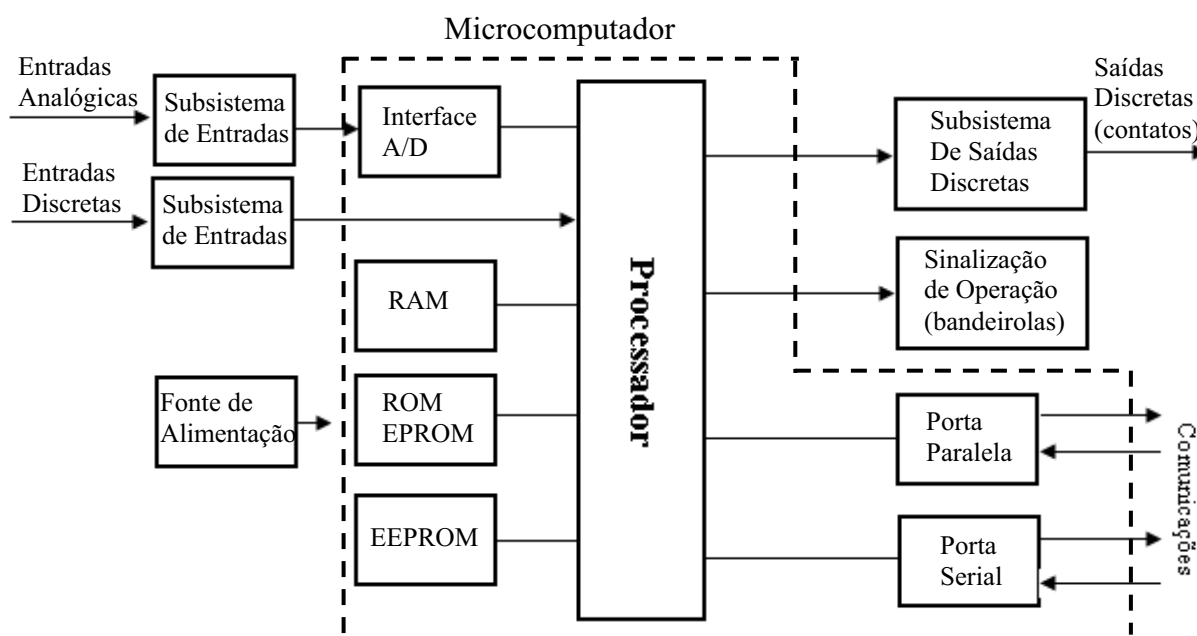 Microcomputador
Entradas
Analógicas
Subsistema
de Entradas
Interface
A/D
Entradas
Discretas
Subsistema
de Entradas
RAM
Fonte de
Alimentação
ROM
EPROM
EEPROM
Processador
Subsistema
De Saídas
Discretas
Saídas
Discretas
(contatos)
Sinalização
de Operação
(bandeirolas)
Porta
Paralela
Porta
Serial
Comunicações